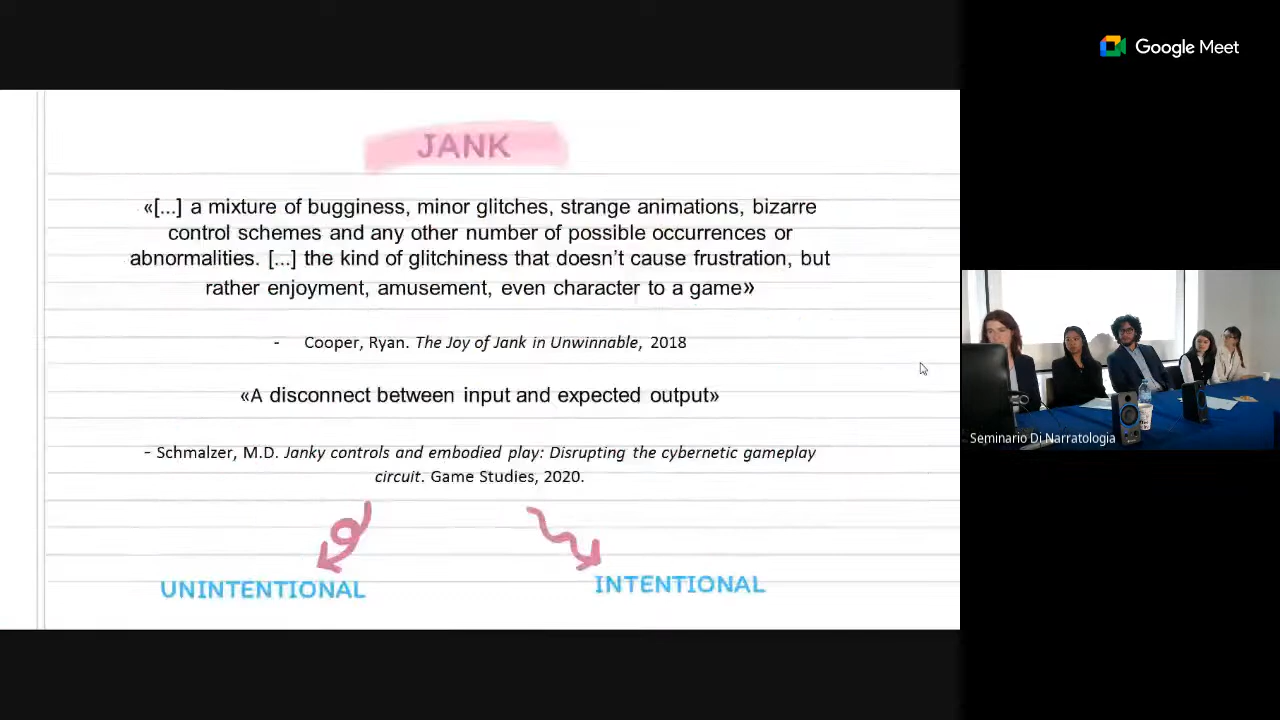 Google Meet
JANK
«[...] a mixture of bugginess, minor glitches, strange animations, bizarre
control schemes and any other number of possible occurrences or
abnormalities. [...] the kind of glitchiness that doesn't cause frustration, but
rather enjoyment, amusement, even character to a game»
- Cooper, Ryan. The Joy of Jank in Unwinnable, 2018
«A disconnect between input and expected output»
- Schmalzer, M.D. Janky controls and embodied play: Disrupting the cybernetic gameplay
circuit. Game Studies, 2020.
UNINTENTIONAL
INTENTIONAL
Seminario Di Narratologia